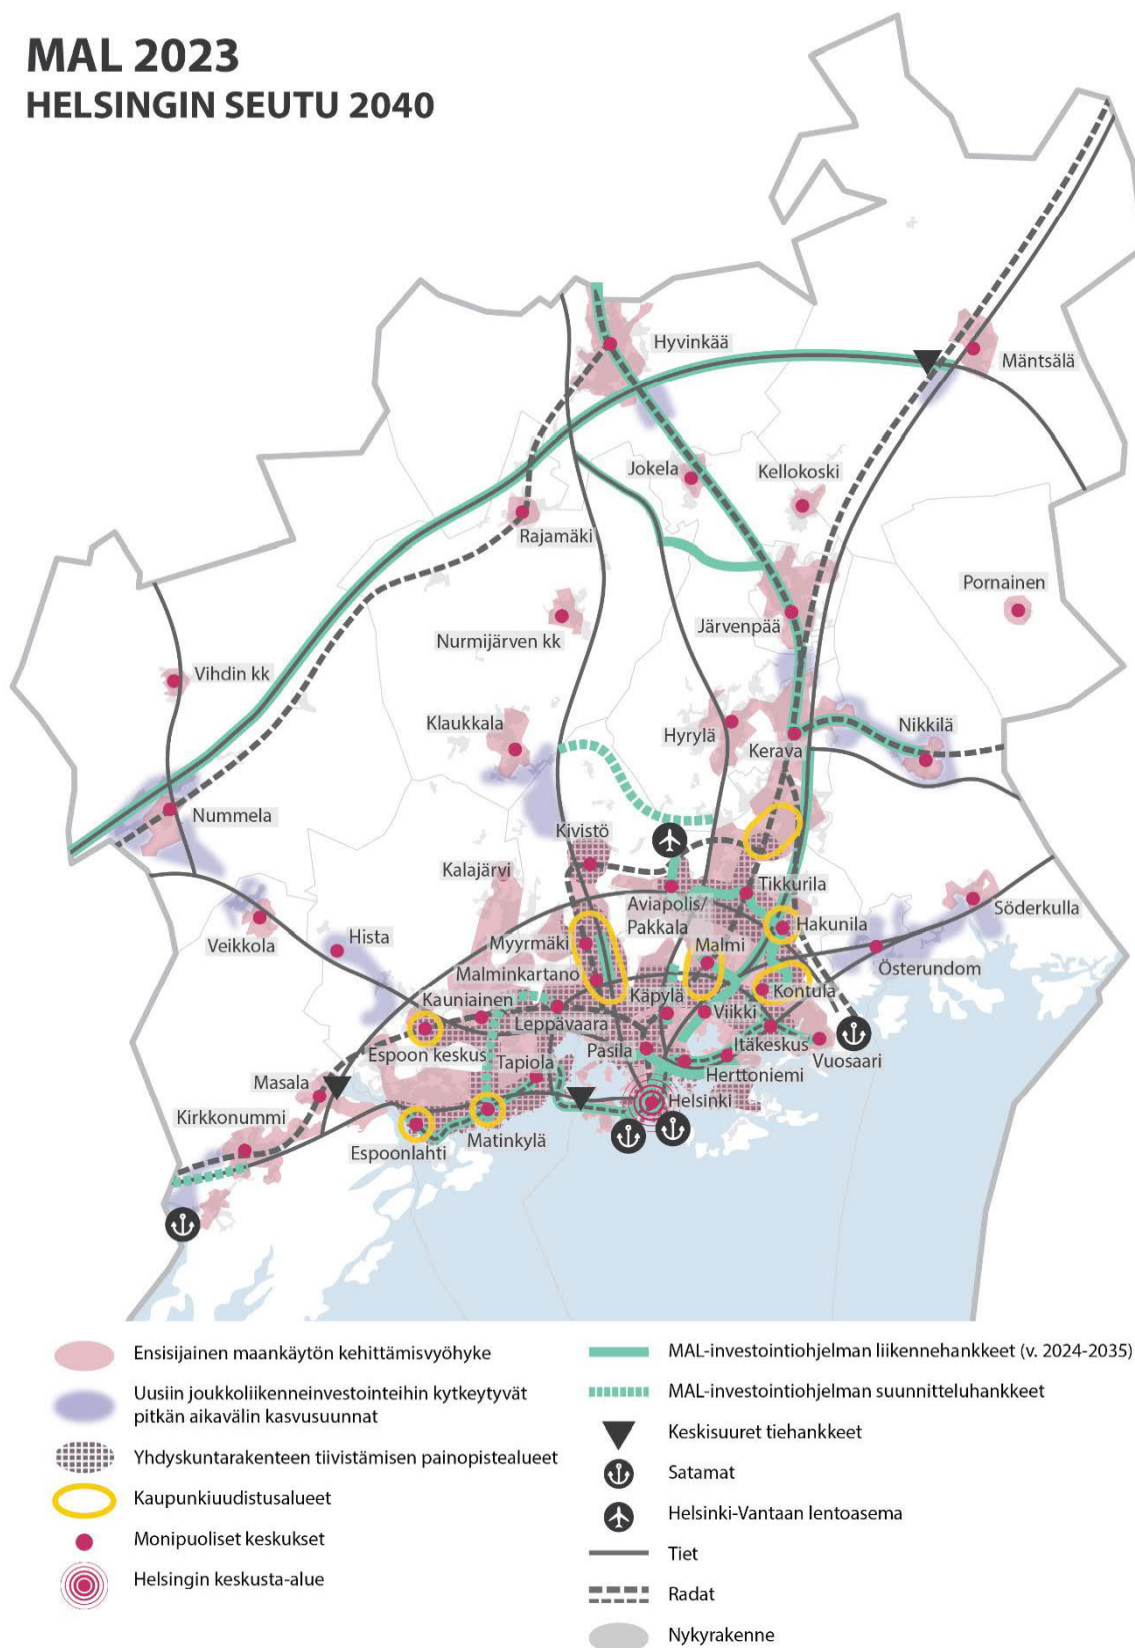 MAL 2023
HELSINGIN SEUTU 2040
Hyvinkää
Mäntsälä
Jokela
Kellokoski
Rajamäki
Pornainen
Järvenpää
Nurmijärven kk
Vihdin kk
Klaukkala
Hyrylä
Nikkilä
Kerava
Nummela
Kivistö
Kalajärvi
Tikkurila
Aviapolis/
Pakkala
Söderkulla
Hakunila
Veikkola
Hista
Myyrmäki
Malmi
Österundom
Malminkartano
Kontula
Kauniainen
Käpylä
Leppävaara
Viikki
Itäkeskus
Vuosaari
Espoon keskus
Pasila
Tapiola
Herttoniemi
Masala
Helsinki
Kirkkonummi
Matinkylä
Espoonlahti
Ensisijainen maankäytön kehittämisvyöhyke
Uusiin joukkoliikenneinvestointeihin kytkeytyvät
pitkän aikavälin kasvusuunnat
Yhdyskuntarakenteen tiivistämisen painopistealueet
Kaupunkiuudistusalueet
Monipuoliset keskukset
Helsingin keskusta-alue
MAL-investointiohjelman liikennehankkeet (v. 2024-2035)
MAL-investointiohjelman suunnitteluhankkeet
Keskisuuret tiehankkeet
Satamat
Helsinki-Vantaan lentoasema
Tiet
Radat
Nykyrakenne